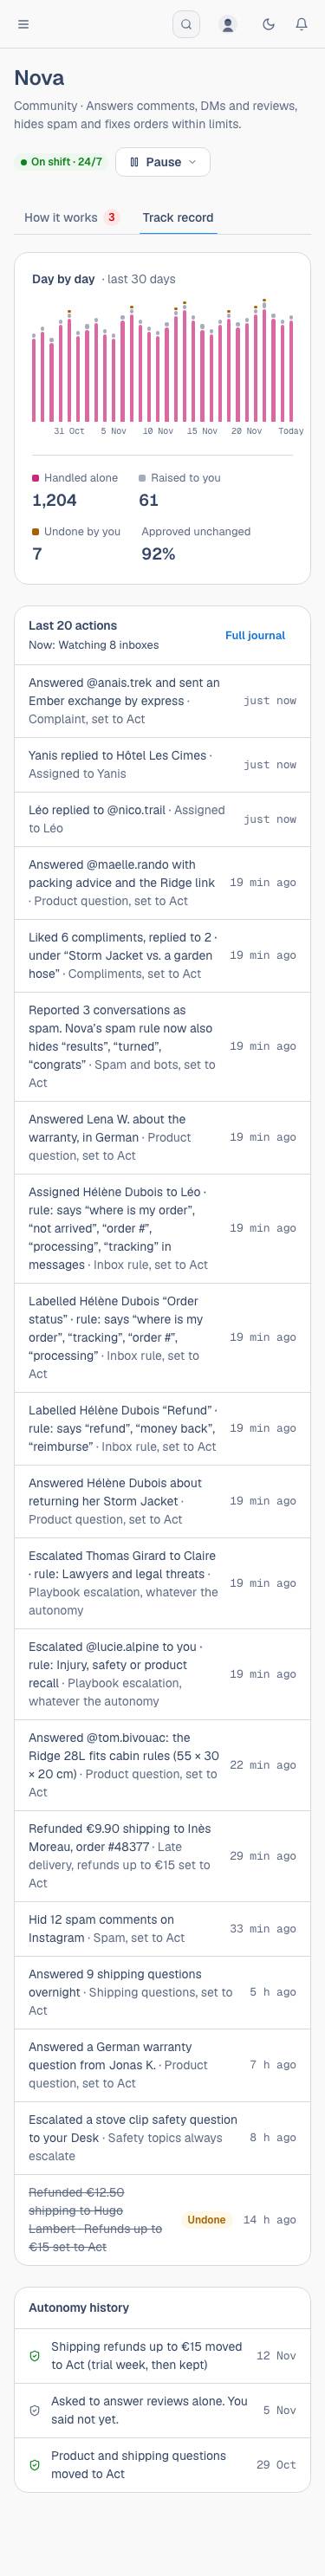 Nova
Community · Answers comments, DMs and reviews,
hides spam and fixes orders within limits.
On shift · 24/7
Pause
How it works 3
Track record
Day by day · last 30 days
31 Oct 5 Nov 10 Nov 15 Nov 20 Nov Today
Handled alone
1,204
Raised to you
61
Undone by you
7
Approved unchanged
92%
Last 20 actions
Now: Watching 8 inboxes
Full journal
Answered @anais.trek and sent an
Ember exchange by express ·
Complaint, set to Act
just now
Yanis replied to Hôtel Les Cimes ·
Assigned to Yanis
just now
Léo replied to @nico.trail · Assigned
to Léo
just now
Answered @maelle.rando with
packing advice and the Ridge link
· Product question, set to Act
19 min ago
Liked 6 compliments, replied to 2 ·
under “Storm Jacket vs. a garden
hose” · Compliments, set to Act
19 min ago
Reported 3 conversations as
spam. Nova’s spam rule now also
hides “results”, “turned”,
“congrats” · Spam and bots, set to
Act
19 min ago
Answered Lena W. about the
warranty, in German · Product
question, set to Act
19 min ago
Assigned Hélène Dubois to Léo ·
rule: says “where is my order”,
“not arrived”, “order #”,
“processing”, “tracking” in
messages · Inbox rule, set to Act
19 min ago
Labelled Hélène Dubois “Order
status” · rule: says “where is my
order”, “tracking”, “order #”,
“processing” · Inbox rule, set to
Act
19 min ago
Labelled Hélène Dubois “Refund” ·
rule: says “refund”, “money back”,
“reimburse” · Inbox rule, set to Act
19 min ago
Answered Hélène Dubois about
returning her Storm Jacket ·
Product question, set to Act
19 min ago
Escalated Thomas Girard to Claire
· rule: Lawyers and legal threats ·
Playbook escalation, whatever the
autonomy
19 min ago
Escalated @lucie.alpine to you ·
rule: Injury, safety or product
recall · Playbook escalation,
whatever the autonomy
19 min ago
Answered @tom.bivouac: the
Ridge 28L fits cabin rules (55 × 30
× 20 cm) · Product question, set to
Act
22 min ago
Refunded €9.90 shipping to Inès
Moreau, order #48377 · Late
delivery, refunds up to €15 set to
Act
29 min ago
Hid 12 spam comments on
Instagram · Spam, set to Act
33 min ago
Answered 9 shipping questions
overnight · Shipping questions, set to
Act
5 h ago
Answered a German warranty
question from Jonas K. · Product
question, set to Act
7 h ago
Escalated a stove clip safety question
to your Desk · Safety topics always
escalate
8 h ago
Refunded €12.50
shipping to Hugo
Lambert · Refunds up to
€15 set to Act
Undone
14 h ago
Autonomy history
Shipping refunds up to €15 moved
to Act (trial week, then kept)
12 Nov
Asked to answer reviews alone. You
said not yet.
5 Nov
Product and shipping questions
moved to Act
29 Oct